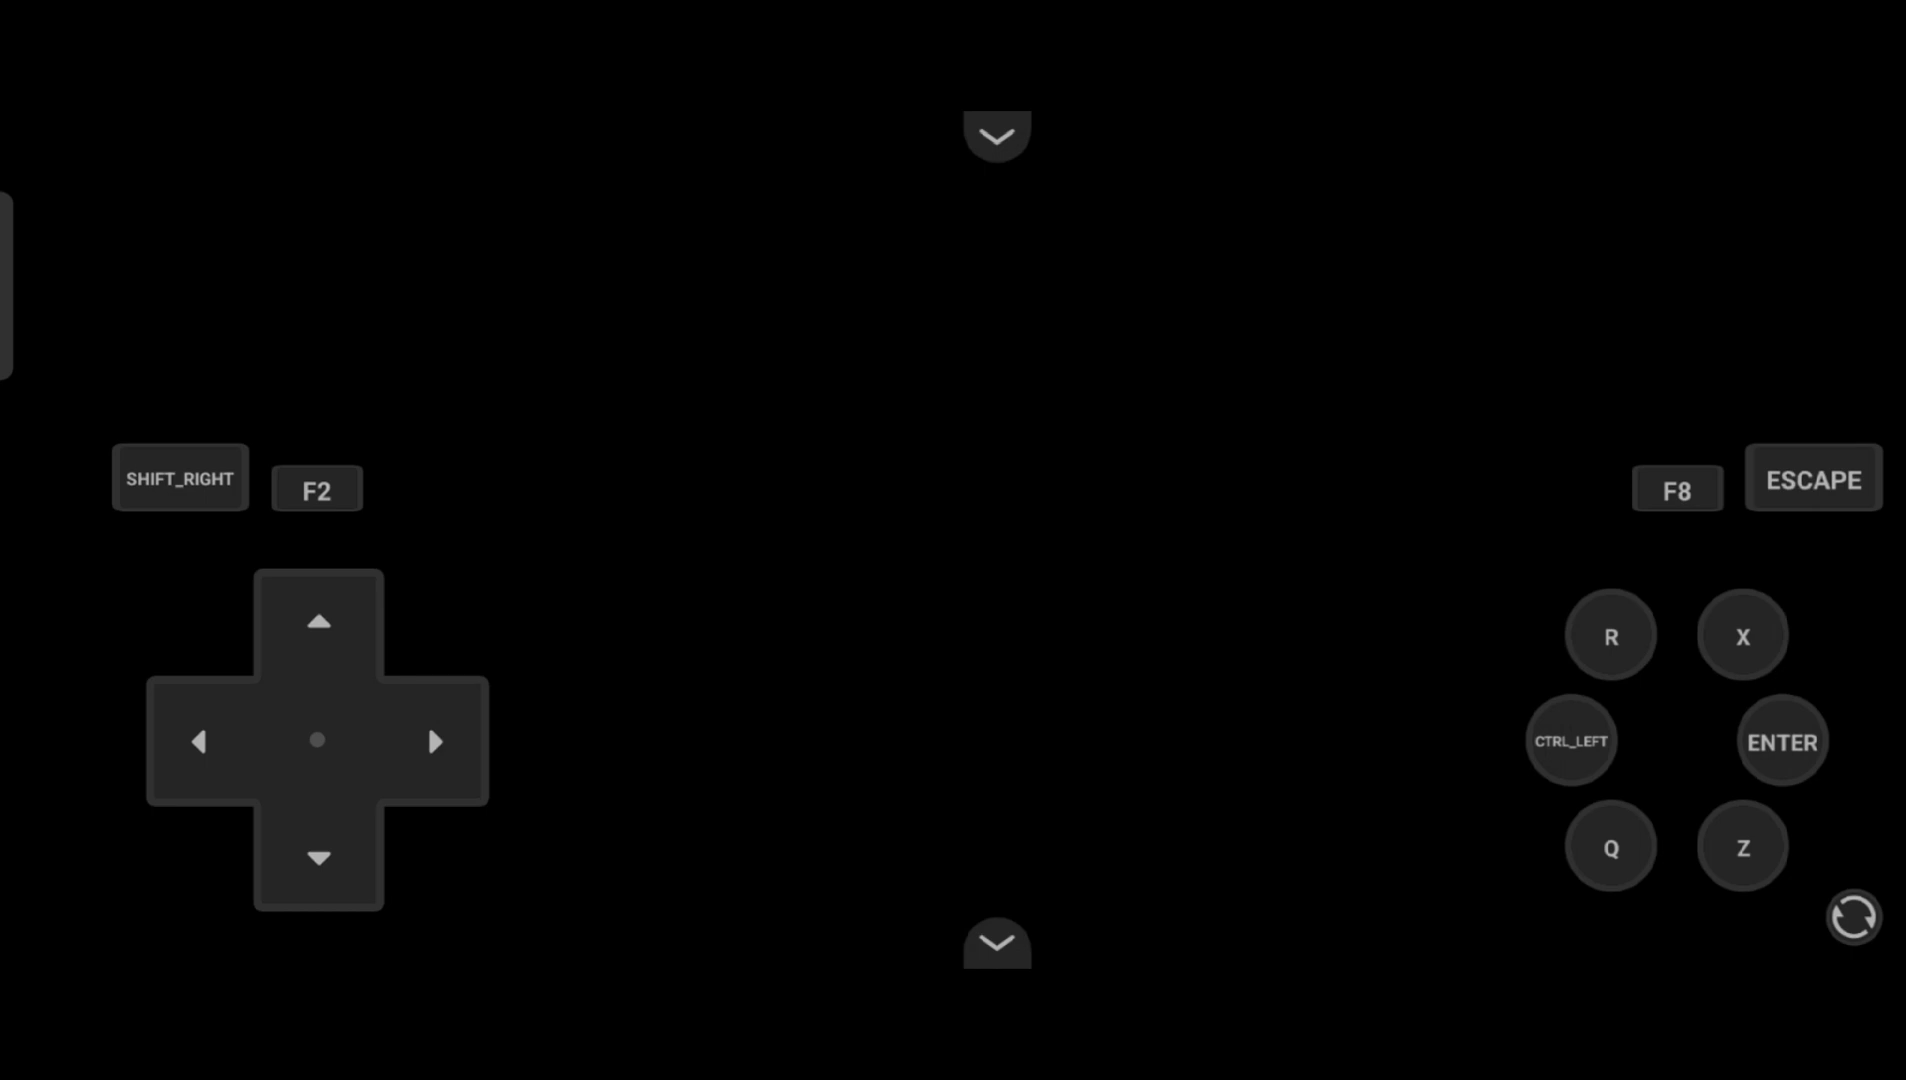 SHIFT_RIGHT
F2
F8
ESCAPE
R
X
CTRL_LEFT
ENTER
Q
Z